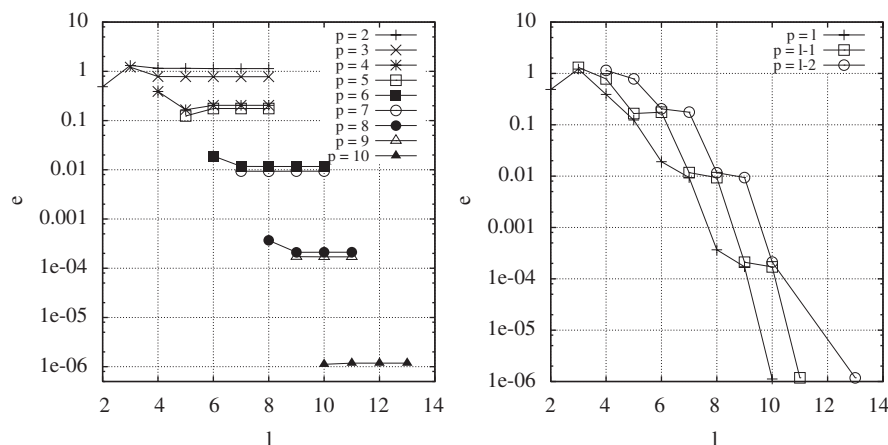 10
1
0.1
0.01
0.001
1e-04
1e-05
1e-06
e
2 4 6 8 10 12 14
l
p = 2
p = 3
p = 4
p = 5
p = 6
p = 7
p = 8
p = 9
p = 10
10
1
0.1
0.01
0.001
1e-04
1e-05
1e-06
e
2 4 6 8 10 12 14
l
p = l
p = l-1
p = l-2